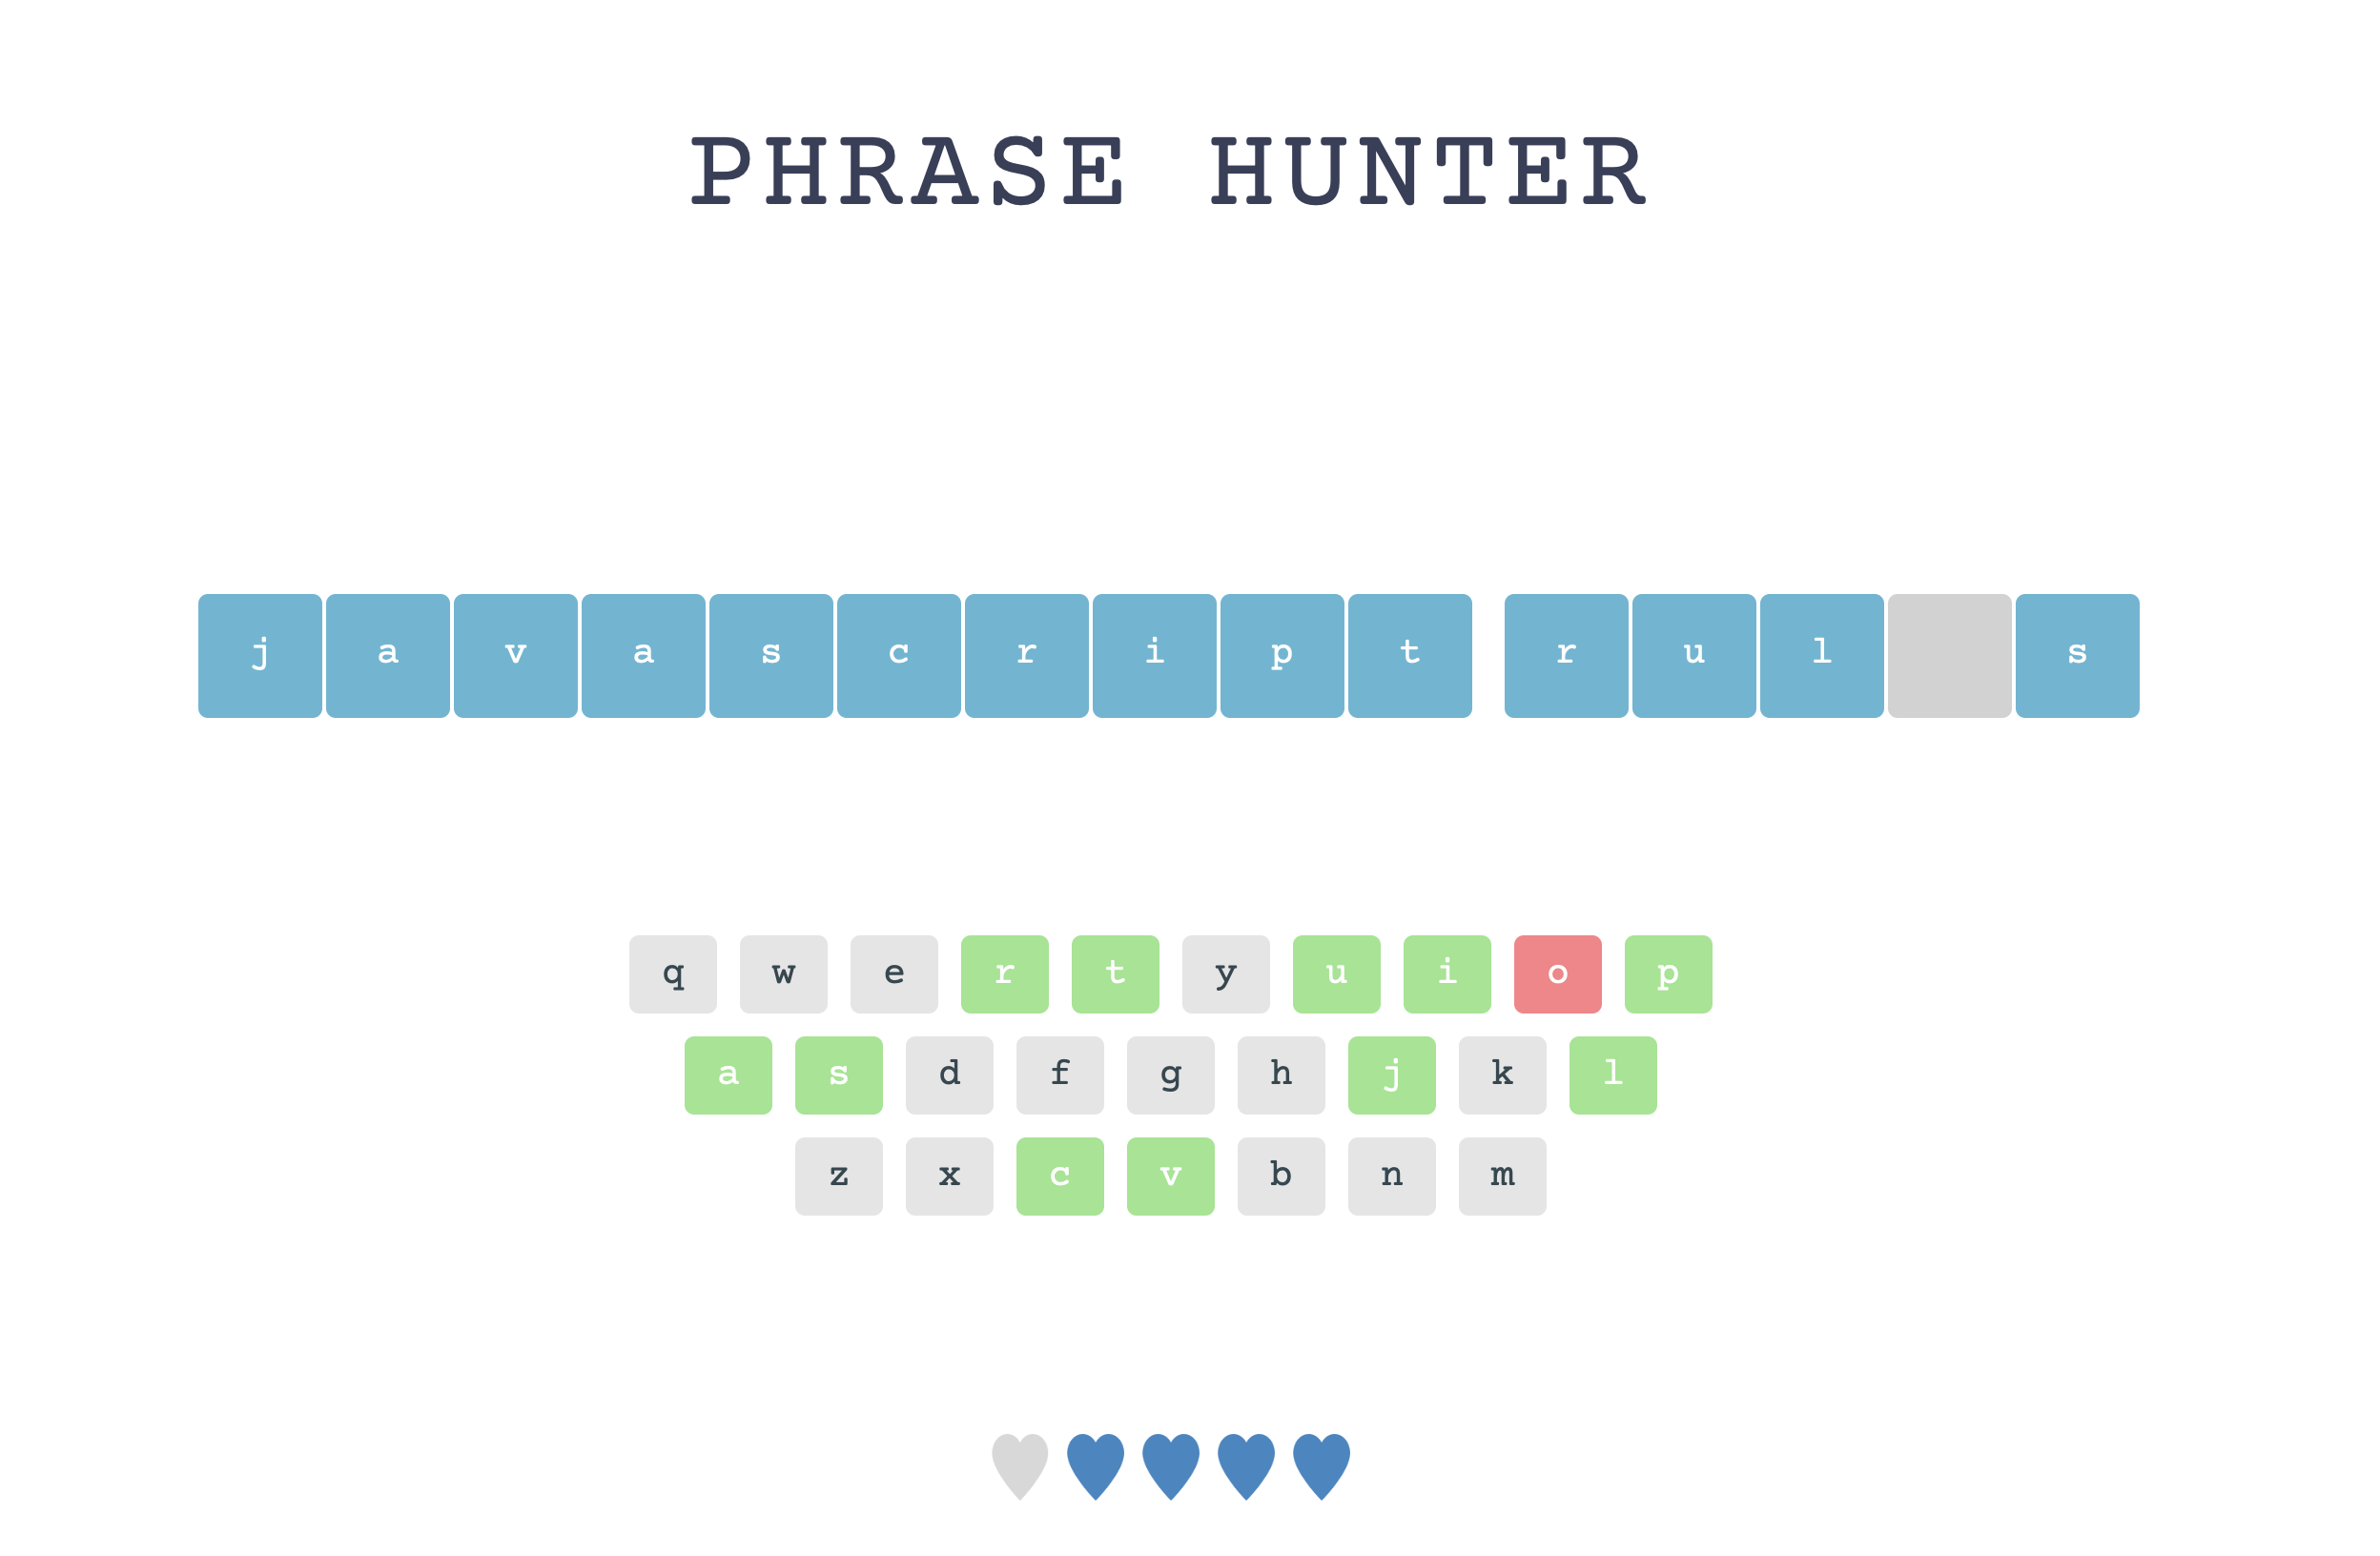 PHRASE HUNTER
j a v a s c r i p t r u l s
q w e r t y u i o p
a s d f g h j k l
z x c v b n m